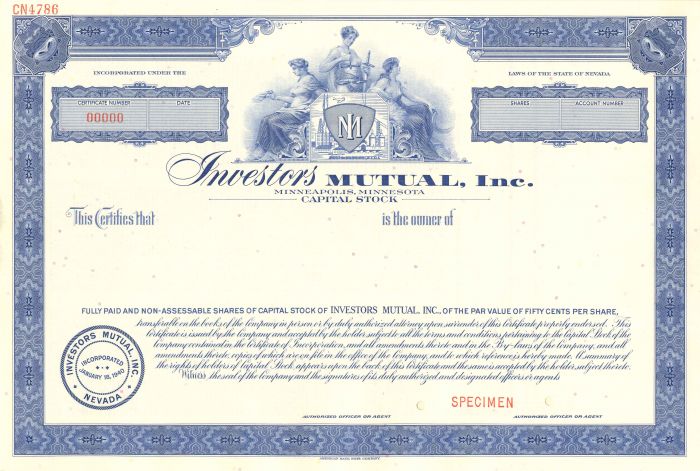 CN4786
INCORPORATED UNDER THE
LAWS OF THE STATE OF NEVADA
CERTIFICATE NUMBER DATE
00000
SHARES ACCOUNT NUMBER
IM
Investors MUTUAL, Inc.
MINNEAPOLIS, MINNESOTA
CAPITAL STOCK
This Certifies that is the owner of
FULLY PAID AND NON-ASSESSABLE SHARES OF CAPITAL STOCK OF INVESTORS MUTUAL, INC., OF THE PAR VALUE OF FIFTY CENTS PER SHARE,
transferable on the books of the Company in person or by duly authorized attorney upon surrender of this Certificate properly endorsed. This
Certificate is issued by the Company and accepted by the holder subject to all the terms and conditions pertaining to the Capital Stock of the
Company contained in the Certificate of Incorporation, and all amendments thereto and in the By-laws of the Company, and all
amendments thereto, copies of which are on file in the office of the Company, and to which reference is hereby made. A summary of
the rights of holders of Capital Stock appears upon the back of this Certificate and the same is accepted by the holder subject thereto.
Witness the seal of the Company and the signatures of its duly authorized and designated officers or agents.
INVESTORS MUTUAL, INC.
INCORPORATED
JANUARY 18, 1940
NEVADA
SPECIMEN
AUTHORIZED OFFICER OR AGENT AUTHORIZED OFFICER OR AGENT
AMERICAN BANK NOTE COMPANY